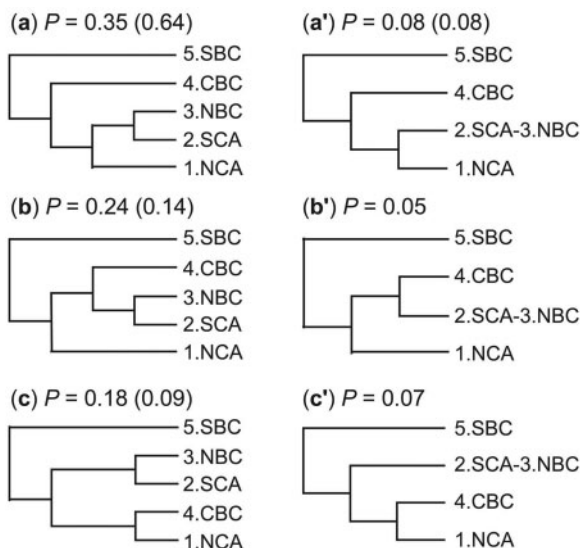 (a) P = 0.35 (0.64)
5.SBC
4.CBC
3.NBC
2.SCA
1.NCA
(a') P = 0.08 (0.08)
5.SBC
4.CBC
2.SCA-3.NBC
1.NCA
(b) P = 0.24 (0.14)
5.SBC
4.CBC
3.NBC
2.SCA
1.NCA
(b') P = 0.05
5.SBC
4.CBC
2.SCA-3.NBC
1.NCA
(c) P = 0.18 (0.09)
5.SBC
3.NBC
2.SCA
4.CBC
1.NCA
(c') P = 0.07
5.SBC
2.SCA-3.NBC
4.CBC
1.NCA